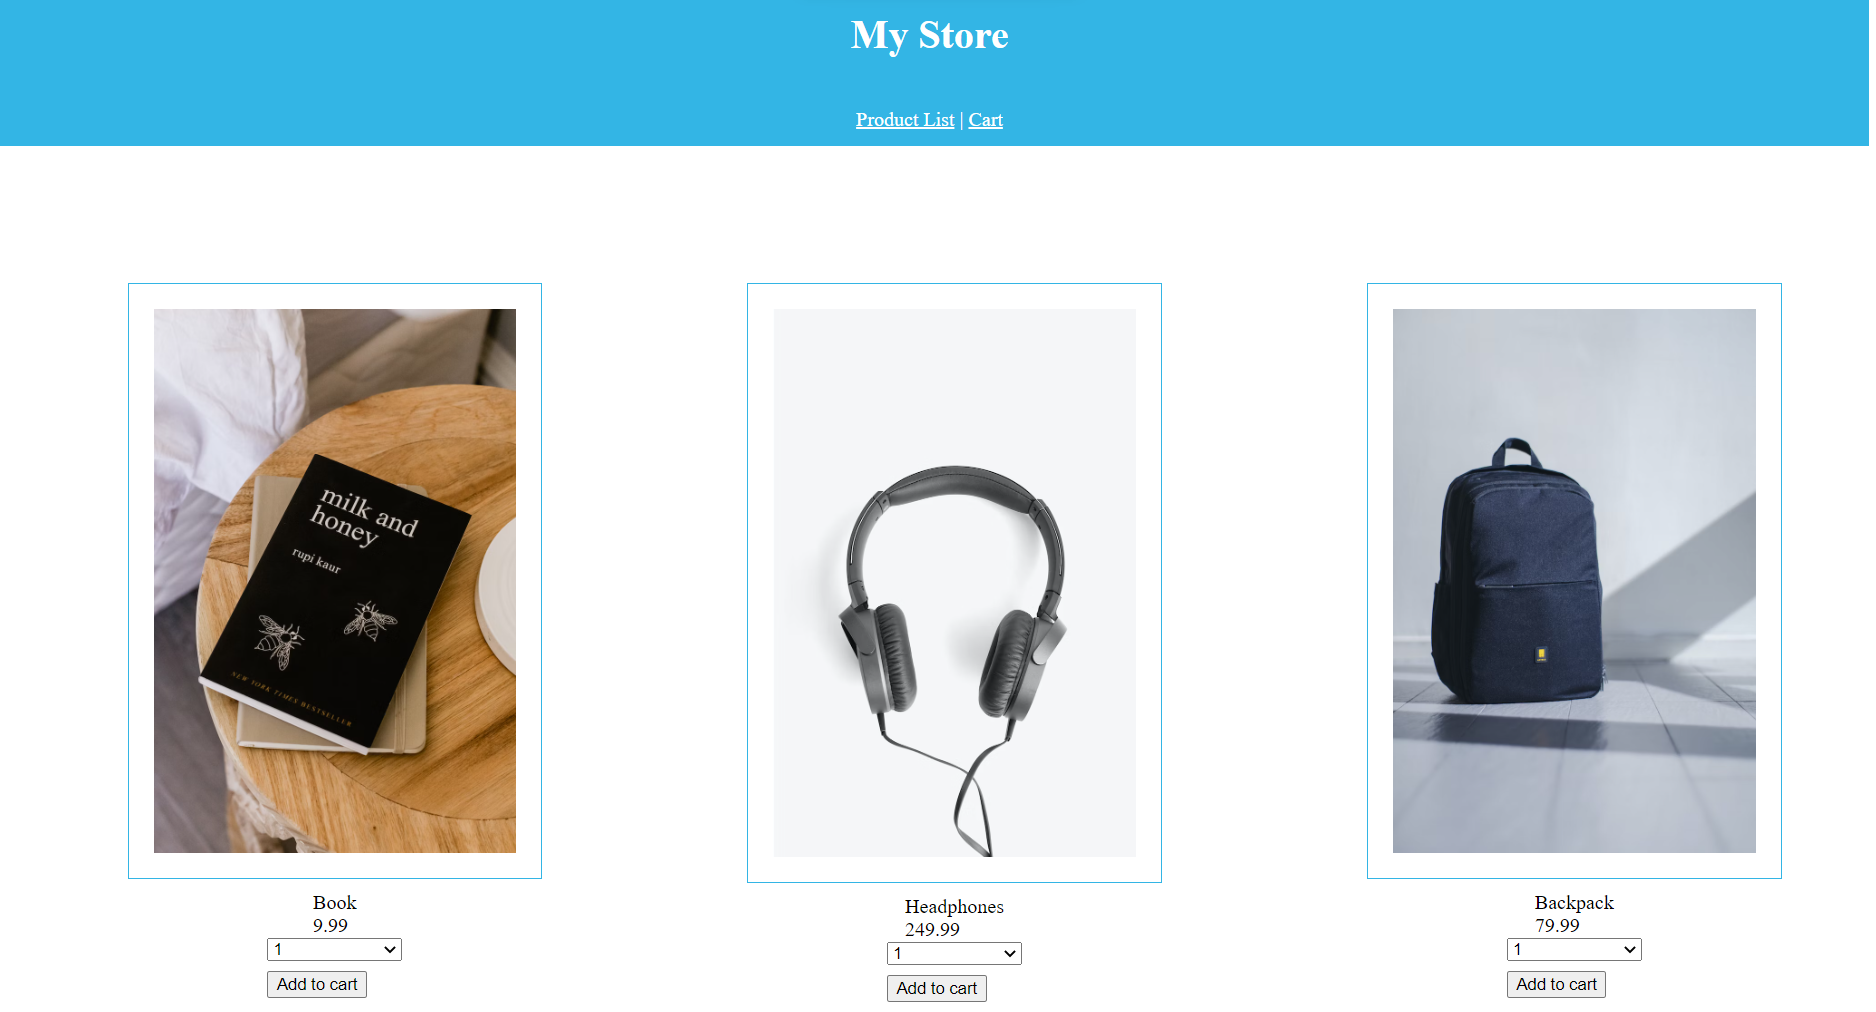 My Store
Product List | Cart
milk and
honey
rupi kaur
NEW YORK TIMES BESTSELLER
Book
9.99
1
Add to cart
Headphones
249.99
1
Add to cart
Backpack
79.99
1
Add to cart